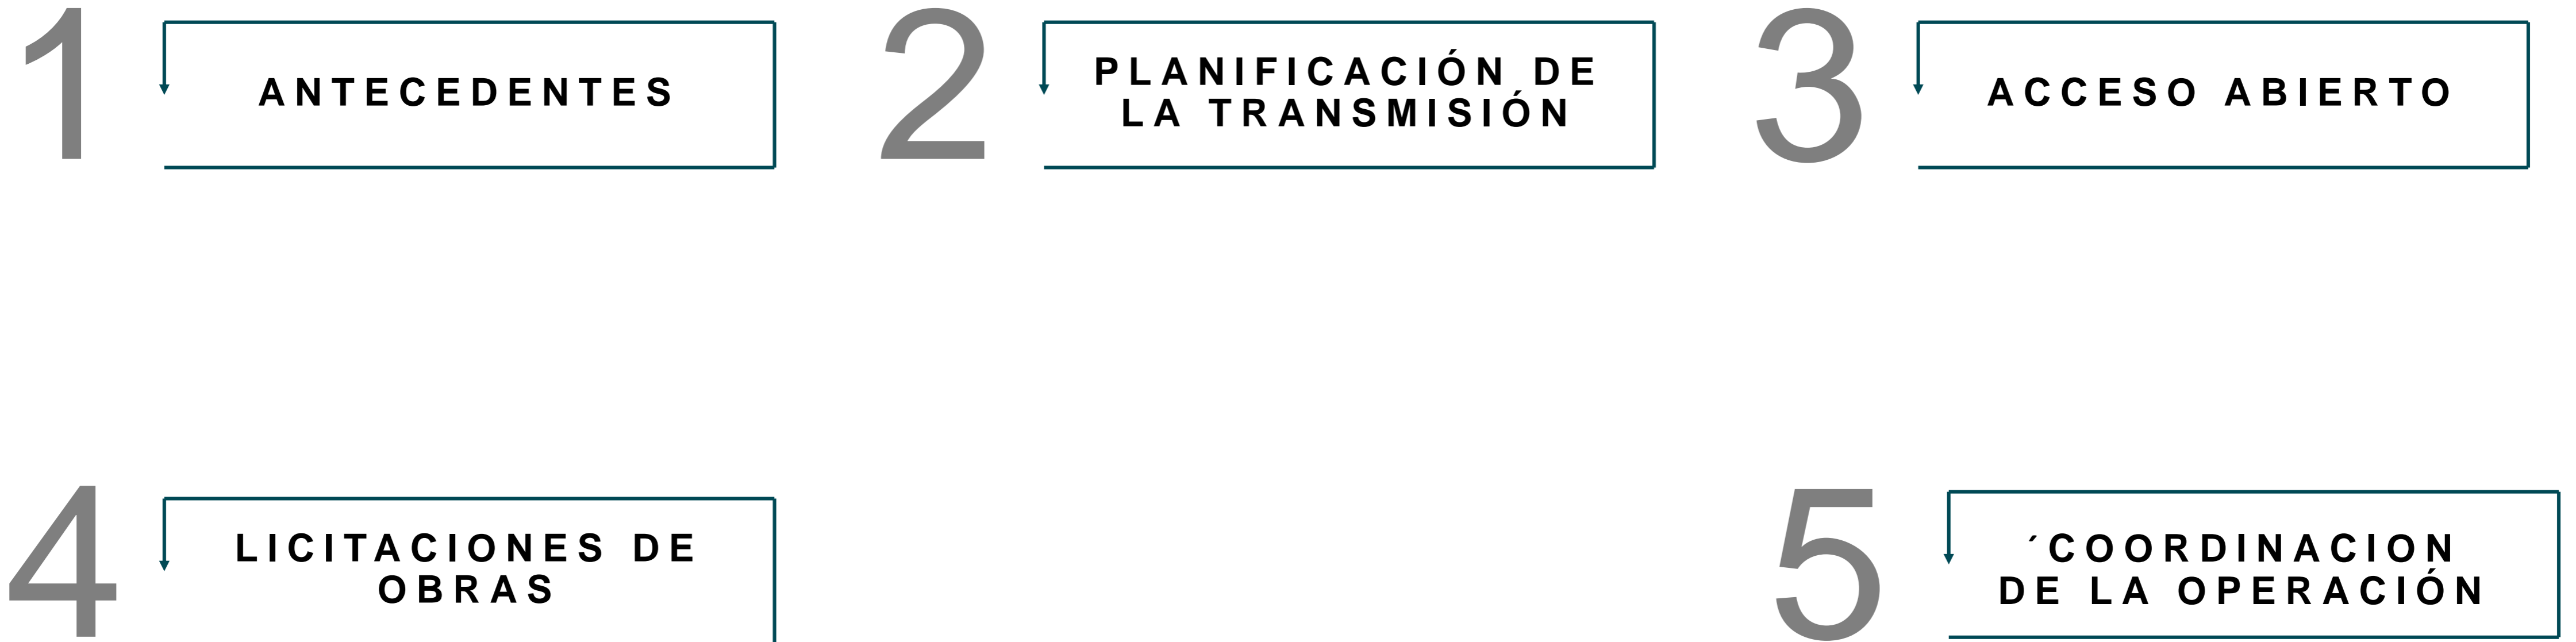 1
ANTECEDENTES
2
PLANIFICACIÓN DE
LA TRANSMISIÓN
3
ACCESO ABIERTO
4
LICITACIONES DE
OBRAS
5
´COORDINACION
DE LA OPERACIÓN